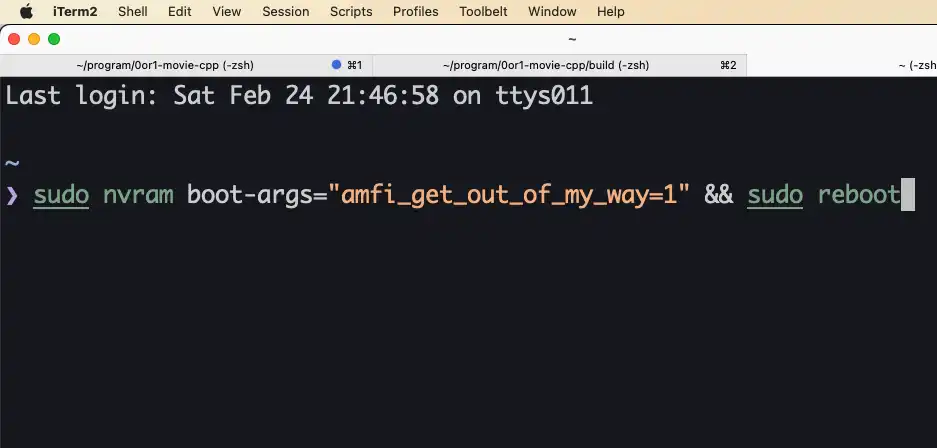 iTerm2 Shell Edit View Session Scripts Profiles Toolbelt Window Help
~
~/program/0or1-movie-cpp (-zsh) ⌘1 ~/program/0or1-movie-cpp/build (-zsh) ⌘2 ~ (-zsh
Last login: Sat Feb 24 21:46:58 on ttys011
~
❯ sudo nvram boot-args="amfi_get_out_of_my_way=1" && sudo reboot